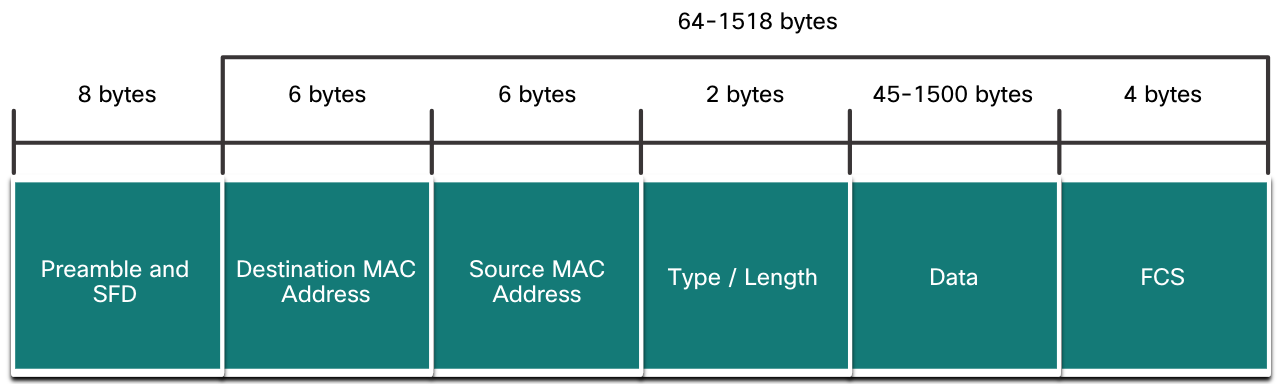 64-1518 bytes
8 bytes
6 bytes
6 bytes
2 bytes
45-1500 bytes
4 bytes
Preamble and
SFD
Destination MAC
Address
Source MAC
Address
Type / Length
Data
FCS